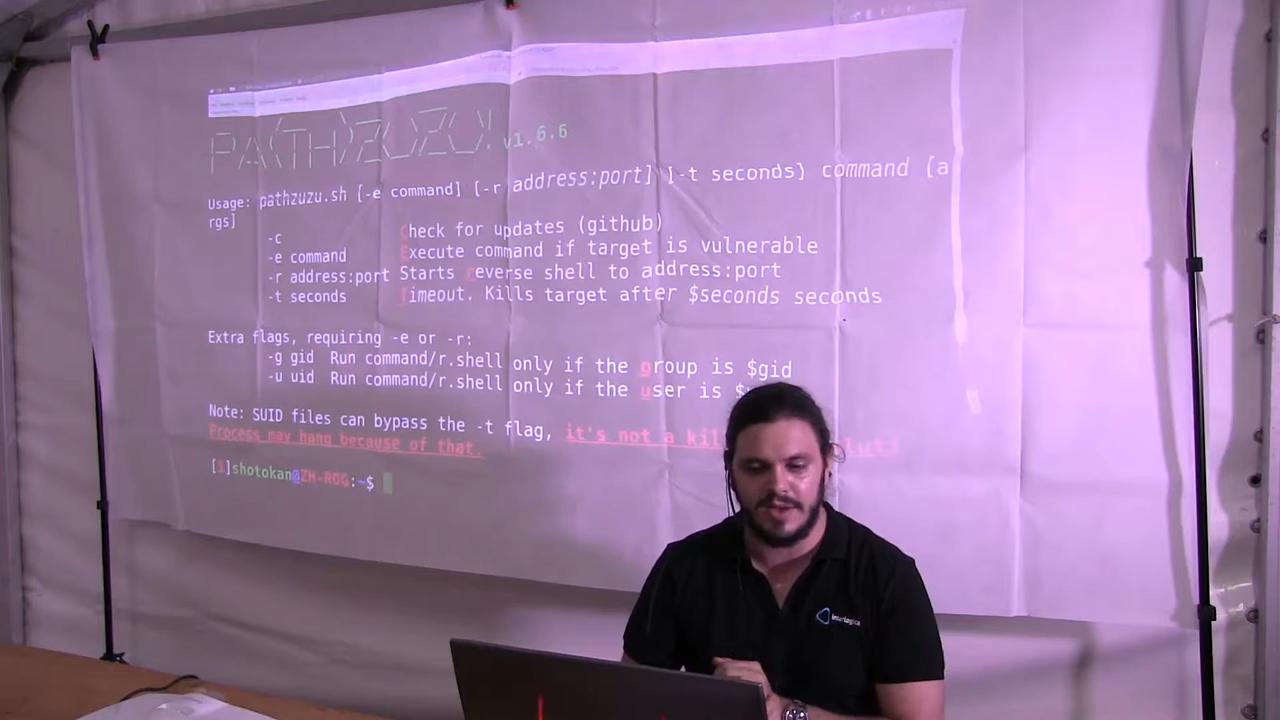 PA(TH)ZUZU! v1.6.6
Usage: pathzuzu.sh [-e command] [-r address:port] [-t seconds] command [a
rgs]
-c Check for updates (github)
-e command Execute command if target is vulnerable
-r address:port Starts reverse shell to address:port
-t seconds Timeout. Kills target after $seconds seconds
Extra flags, requiring -e or -r:
-g gid Run command/r.shell only if the group is $gid
-u uid Run command/r.shell only if the user is
Note: SUID files can bypass the -t flag, it's not a
Process may hang because of that.
[1]shotokan@ZH-ROG:~$
interlogica